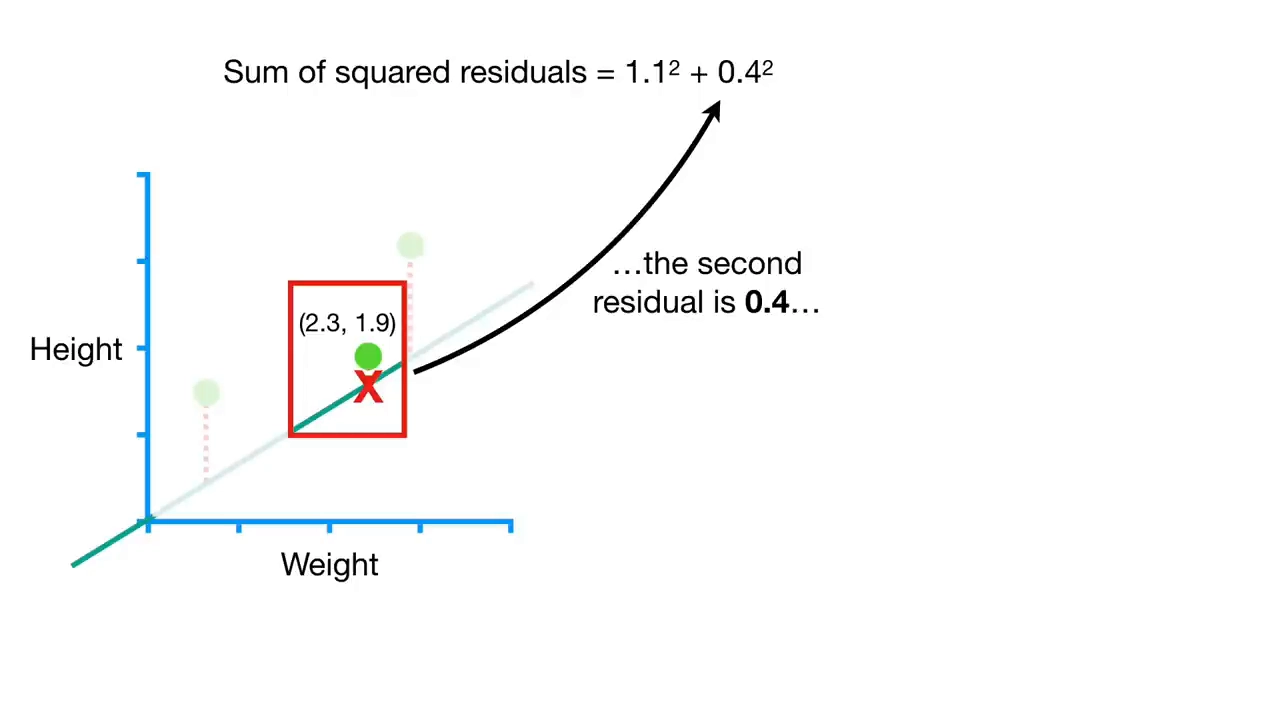 Sum of squared residuals = 1.1² + 0.4²
…the second
residual is 0.4…
(2.3, 1.9)
X
Height
Weight